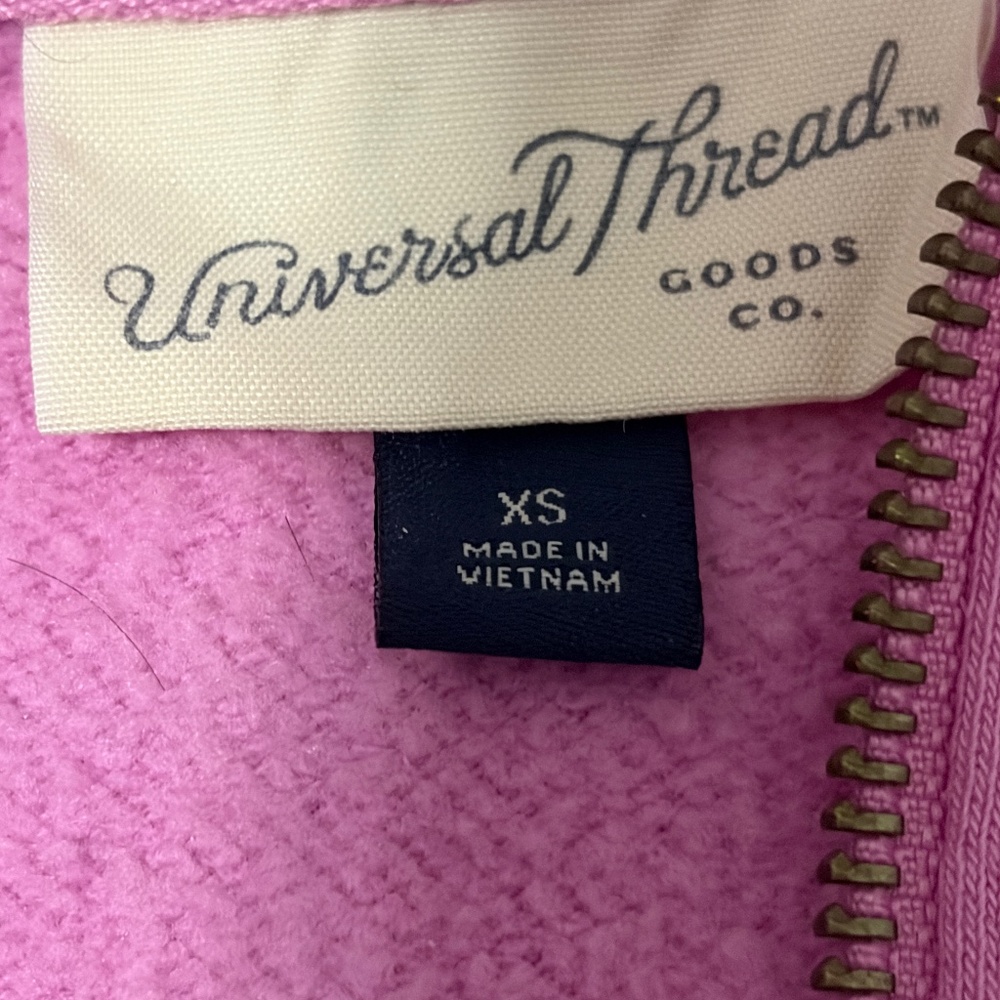 Universal Thread™
GOODS
CO.
XS
MADE IN
VIETNAM